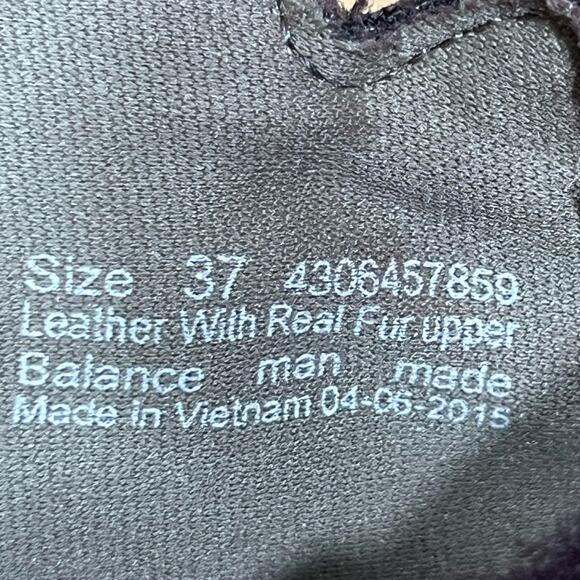 Size 37 4306457859
Leather With Real Fur upper
Balance man made
Made in Vietnam 04-06-2015